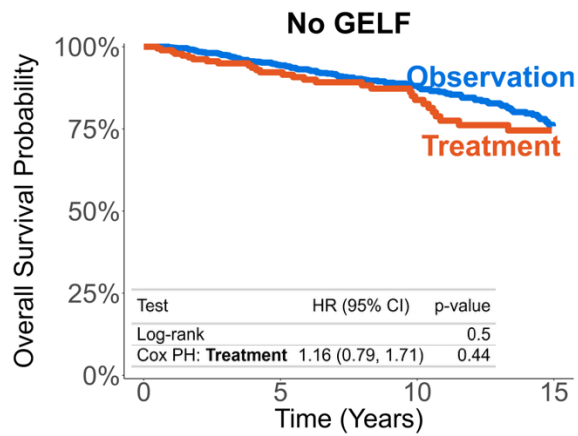 No GELF
Overall Survival Probability
100%
75%
50%
25%
0%
Observation
Treatment
Test HR (95% CI) p-value
Log-rank 0.5
Cox PH: Treatment 1.16 (0.79, 1.71) 0.44
0 5 10 15
Time (Years)